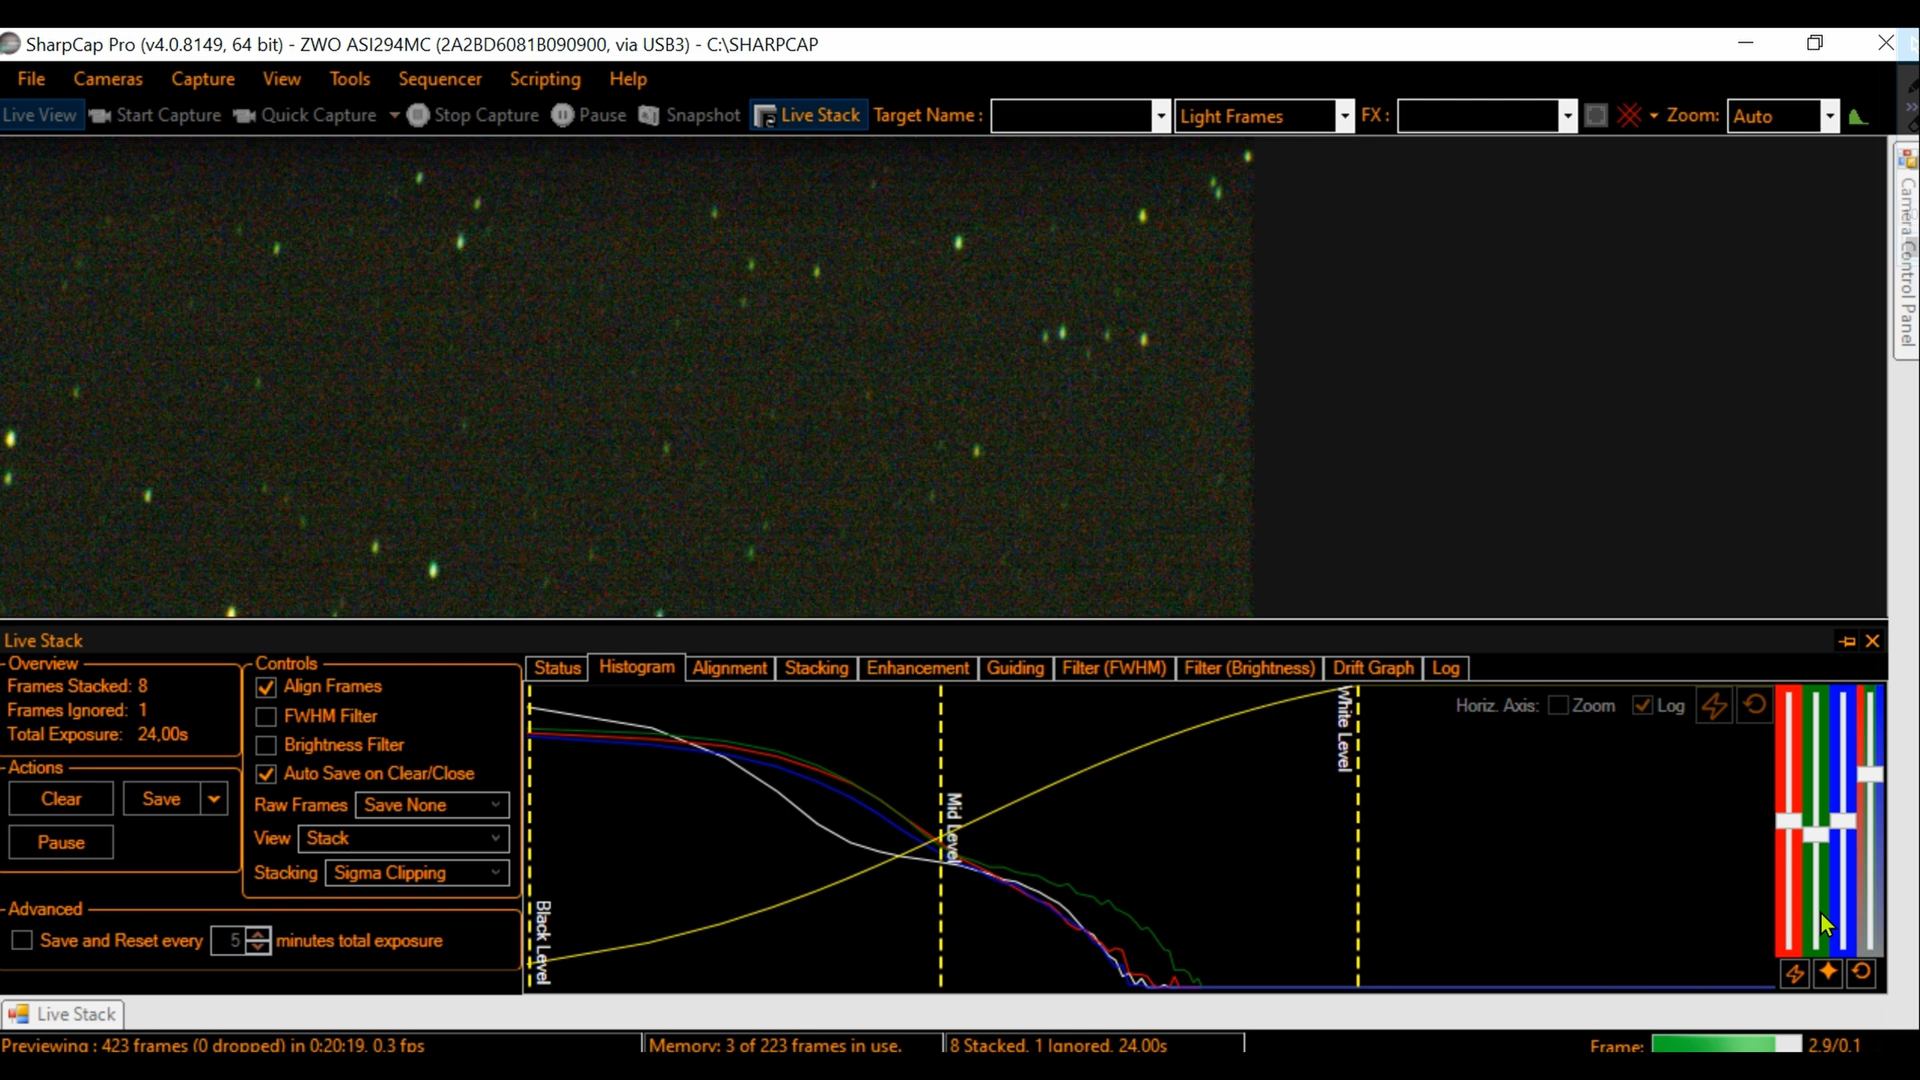 SharpCap Pro (v4.0.8149, 64 bit) - ZWO ASI294MC (2A2BD6081B090900, via USB3) - C:\SHARPCAP
File Cameras Capture View Tools Sequencer Scripting Help
Live View Start Capture Quick Capture Stop Capture Pause Snapshot Live Stack Target Name : Light Frames FX : Zoom: Auto
Camera Control Panel
Live Stack
Overview
Frames Stacked: 8
Frames Ignored: 1
Total Exposure: 24,00s
Actions
Clear Save
Pause
Controls
Align Frames
FWHM Filter
Brightness Filter
Auto Save on Clear/Close
Raw Frames Save None
View Stack
Stacking Sigma Clipping
Advanced
Save and Reset every 5 minutes total exposure
Status Histogram Alignment Stacking Enhancement Guiding Filter (FWHM) Filter (Brightness) Drift Graph Log
Horiz. Axis: Zoom Log
Black Level
Mid Level
White Level
Live Stack
Previewing : 423 frames (0 dropped) in 0:20:19, 0.3 fps
Memory: 3 of 223 frames in use.
8 Stacked, 1 Ignored, 24.00s
Frame: 2.9/0.1